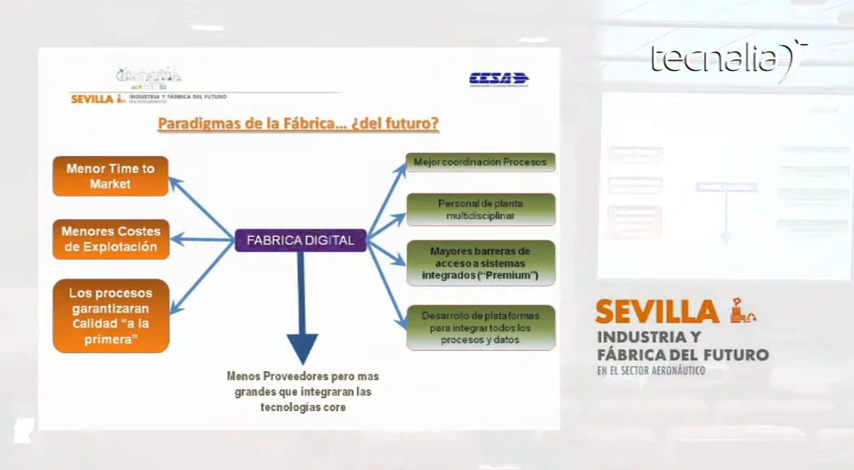 tecnalia
CESA
SEVILLA INDUSTRIA Y FÁBRICA DEL FUTURO
Paradigmas de la Fábrica... ¿del futuro?
Menor Time to
Market
Menores Costes
de Explotación
Los procesos
garantizaran
Calidad “a la
primera”
FABRICA DIGITAL
Mejor coordinación Procesos
Personal de planta
multidisciplinar
Mayores barreras de
acceso a sistemas
integrados (“Premium”)
Desarrollo de plataformas
para integrar todos los
procesos y datos
Menos Proveedores pero mas
grandes que integraran las
tecnologías core
SEVILLA
INDUSTRIA Y
FÁBRICA DEL FUTURO
EN EL SECTOR AERONÁUTICO